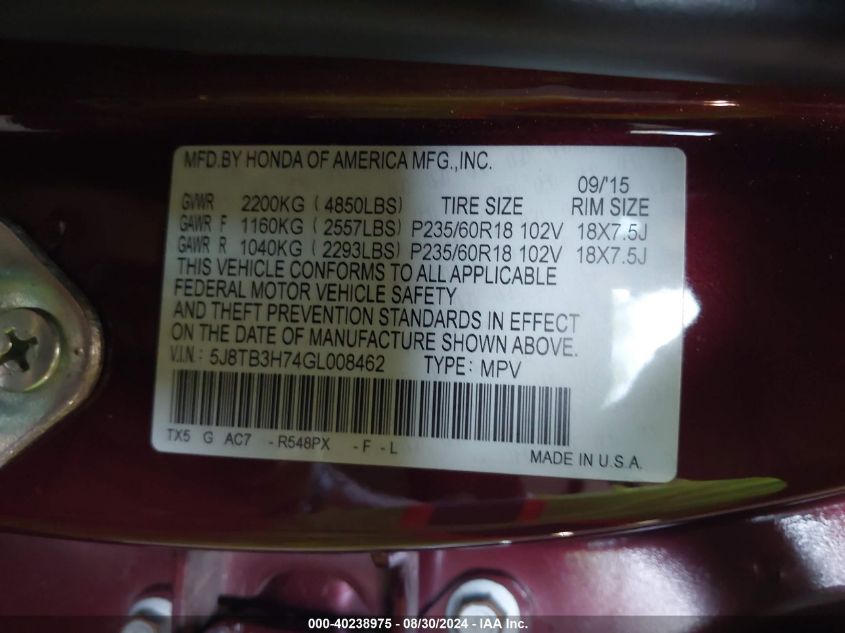 MFD.BY HONDA OF AMERICA MFG.,INC.
09/'15
GVWR 2200KG ( 4850LBS) TIRE SIZE RIM SIZE
GAWR F 1160KG ( 2557LBS) P235/60R18 102V 18X7.5J
GAWR R 1040KG ( 2293LBS) P235/60R18 102V 18X7.5J
THIS VEHICLE CONFORMS TO ALL APPLICABLE
FEDERAL MOTOR VEHICLE SAFETY
AND THEFT PREVENTION STANDARDS IN EFFECT
ON THE DATE OF MANUFACTURE SHOWN ABOVE.
V.I.N.: 5J8TB3H74GL008462 TYPE: MPV
TX5 G AC7 -R548PX -F -L
MADE IN U.S.A.
000-40238975 - 08/30/2024 - IAA Inc.